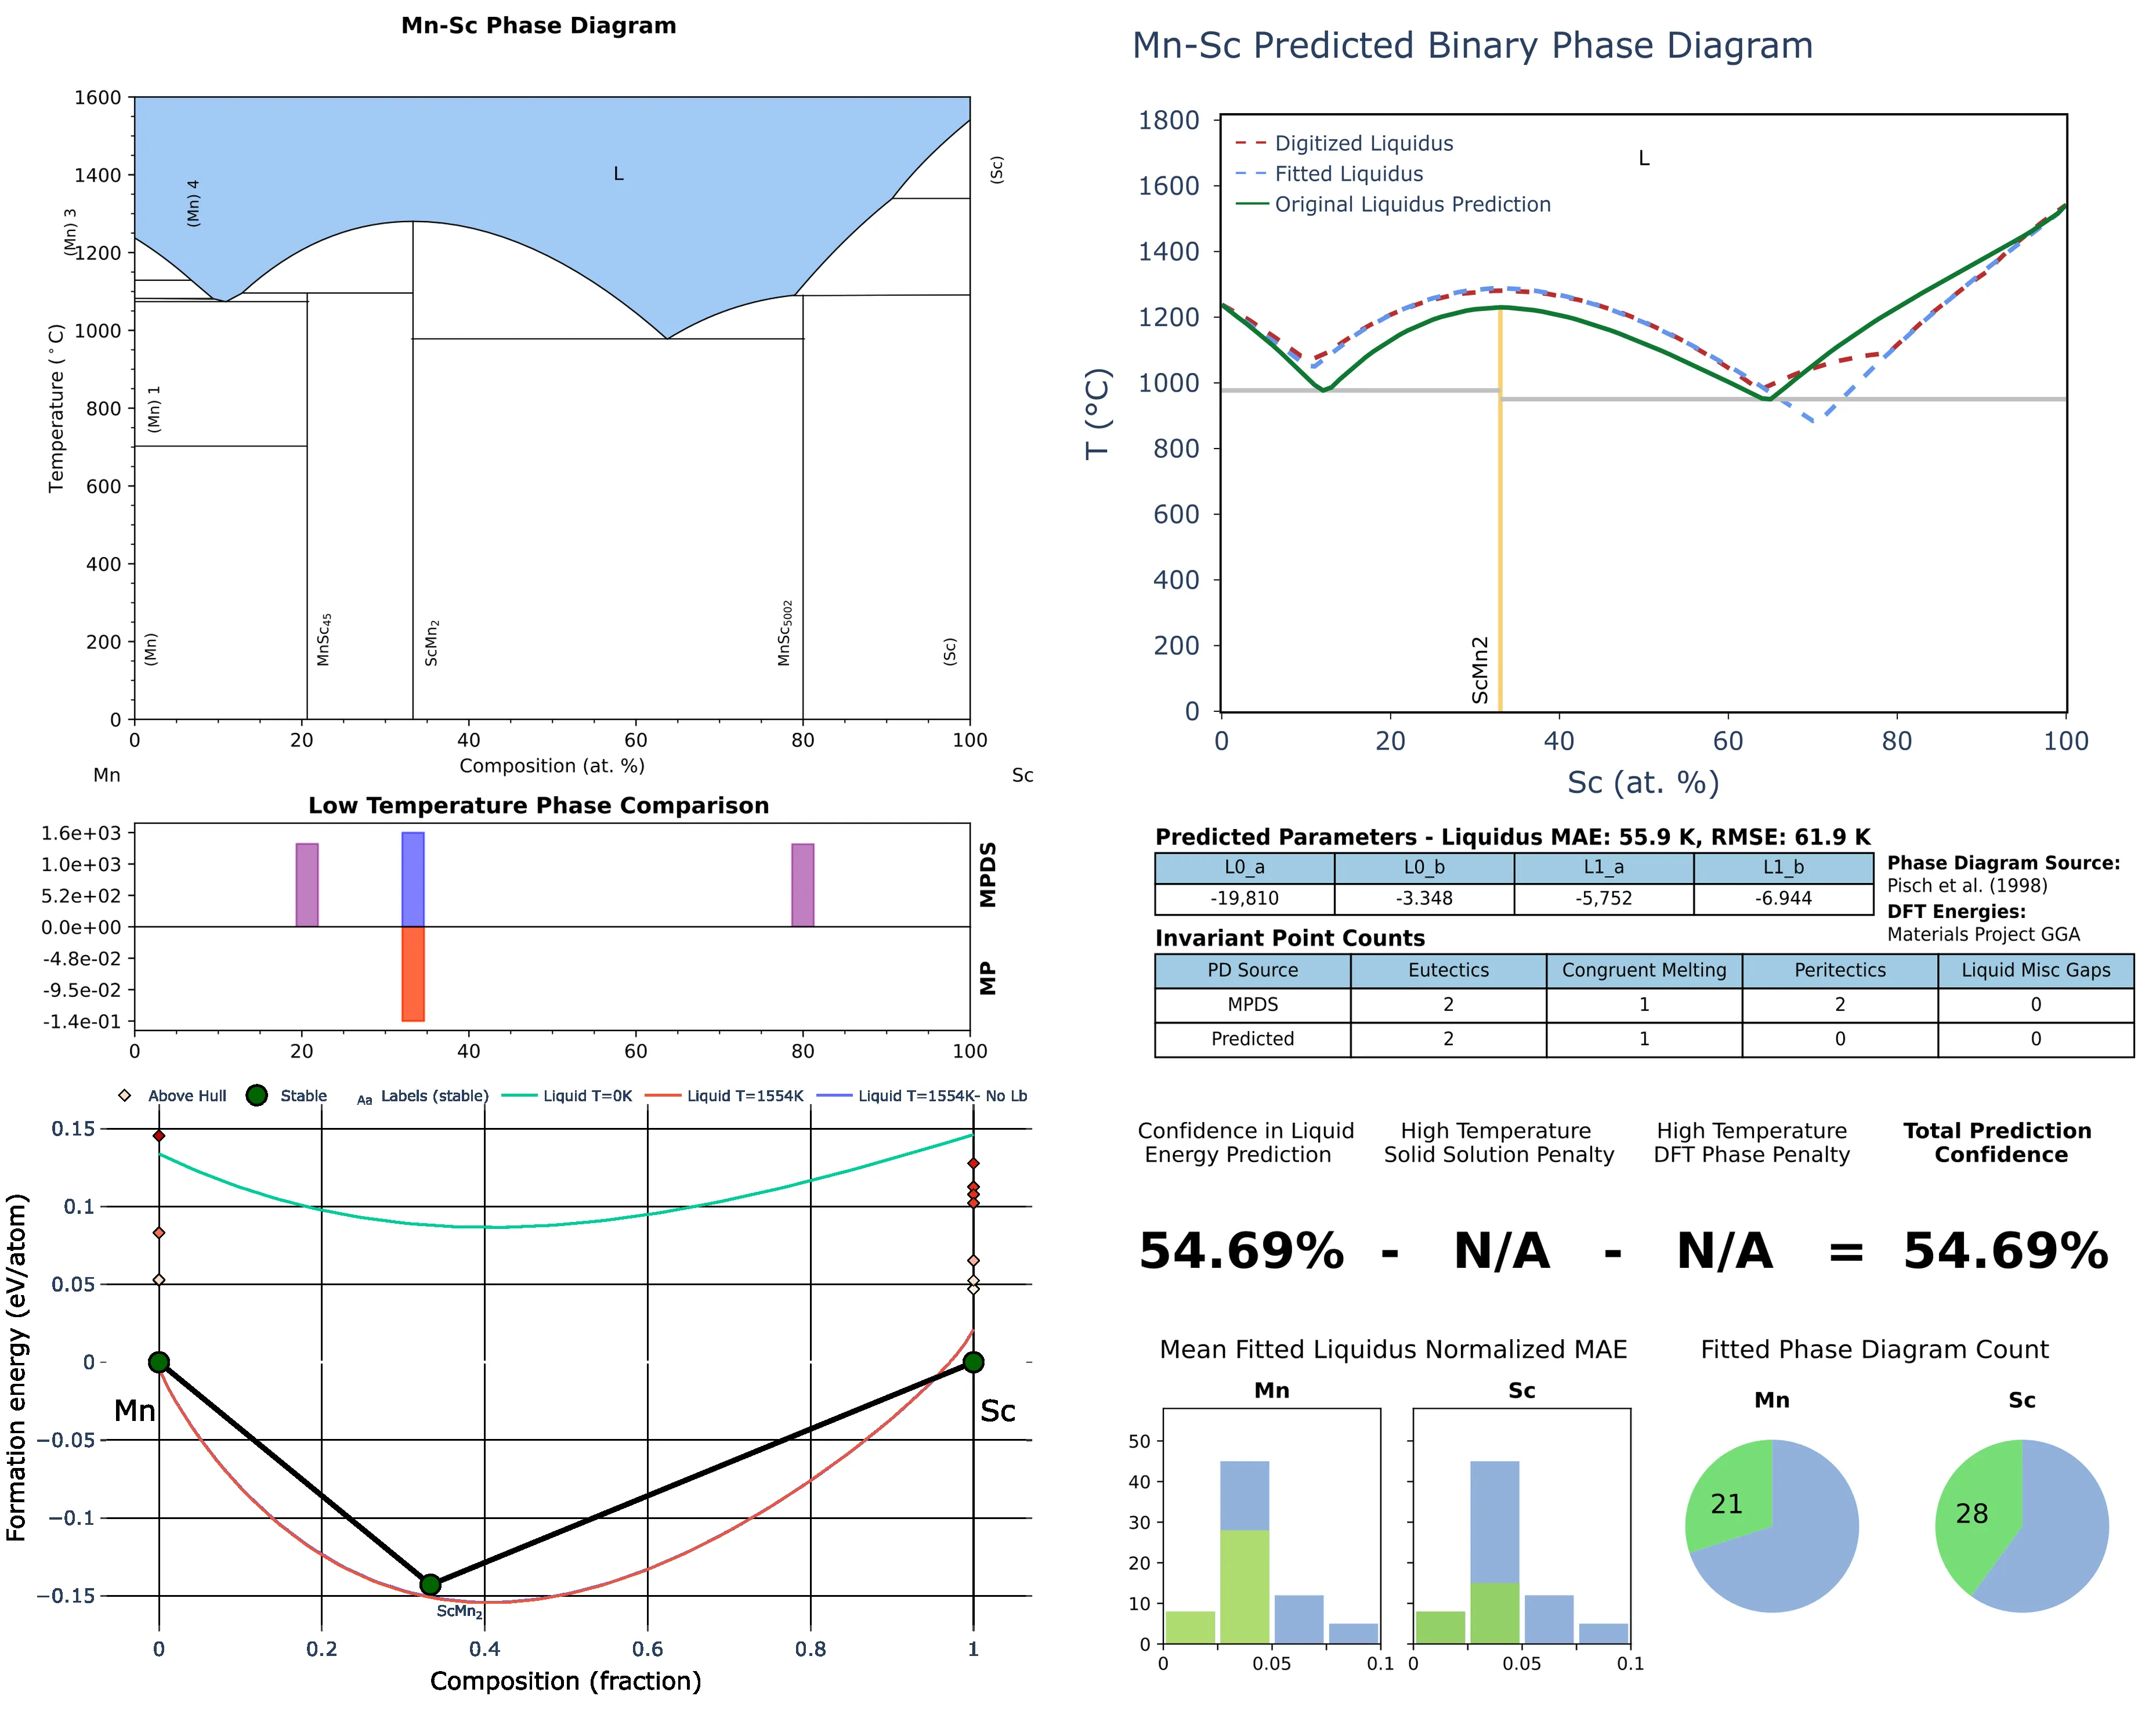 Mn-Sc Phase Diagram
1600
1400
1200
1000
800
600
400
200
0
Temperature (°C)
(Mn) 3
(Mn) 4
L
(Sc)
(Mn) 1
(Mn)
MnSc45
ScMn2
MnSc5002
(Sc)
0 20 40 60 80 100
Mn Composition (at. %) Sc
Low Temperature Phase Comparison
1.6e+03
1.0e+03
5.2e+02
0.0e+00
-4.8e-02
-9.5e-02
-1.4e-01
MPDS
MP
0 20 40 60 80 100
Above Hull Stable Aa Labels (stable) Liquid T=0K Liquid T=1554K Liquid T=1554K- No Lb
0.15
0.1
0.05
0
−0.05
−0.1
−0.15
Formation energy (eV/atom)
Mn
Sc
ScMn2
0 0.2 0.4 0.6 0.8 1
Composition (fraction)
Mn-Sc Predicted Binary Phase Diagram
1800
1600
1400
1200
1000
800
600
400
200
0
T (°C)
Digitized Liquidus
Fitted Liquidus
Original Liquidus Prediction
L
ScMn2
0 20 40 60 80 100
Sc (at. %)
Predicted Parameters - Liquidus MAE: 55.9 K, RMSE: 61.9 K
L0_a L0_b L1_a L1_b
-19,810 -3.348 -5,752 -6.944
Phase Diagram Source:
Pisch et al. (1998)
DFT Energies:
Materials Project GGA
Invariant Point Counts
PD Source Eutectics Congruent Melting Peritectics Liquid Misc Gaps
MPDS 2 1 2 0
Predicted 2 1 0 0
Confidence in Liquid Energy Prediction
High Temperature Solid Solution Penalty
High Temperature DFT Phase Penalty
Total Prediction Confidence
54.69% - N/A - N/A = 54.69%
Mean Fitted Liquidus Normalized MAE
Mn Sc
50
40
30
20
10
0
0 0.05 0.1 0 0.05 0.1
Fitted Phase Diagram Count
Mn Sc
21 28